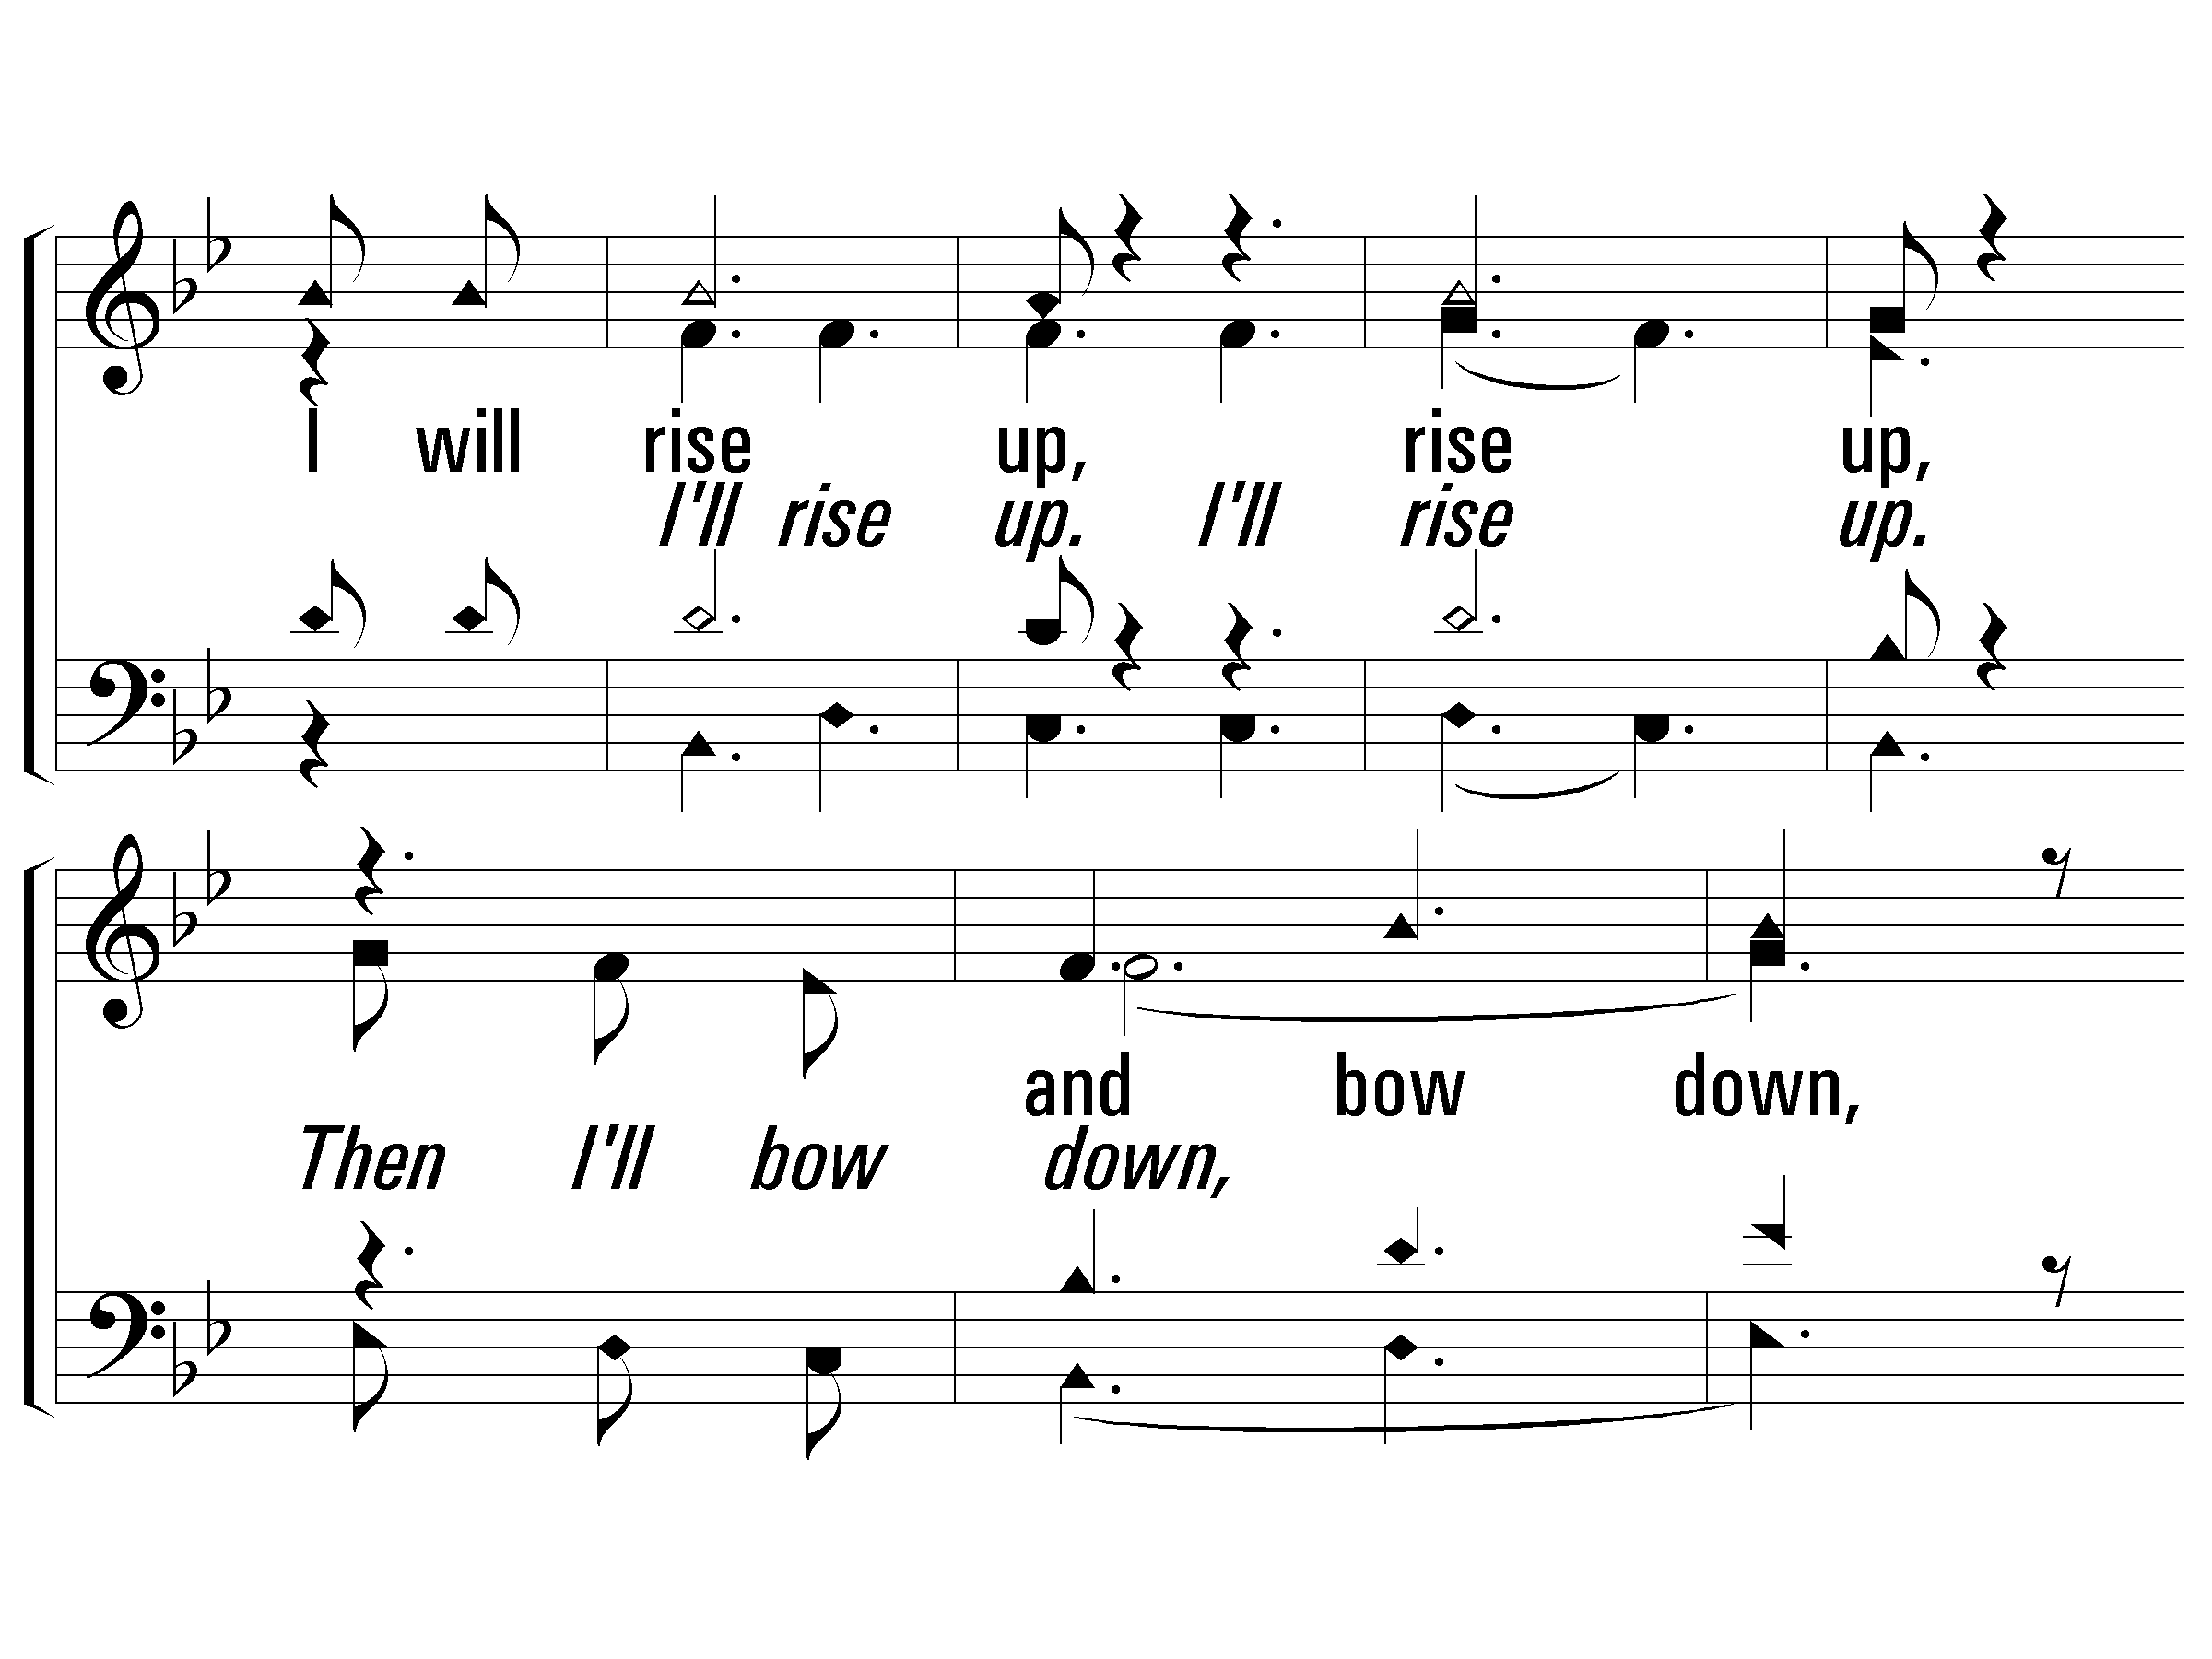 I will rise up, rise up,
I'll rise up. I'll rise up.
and bow down,
Then I'll bow down,